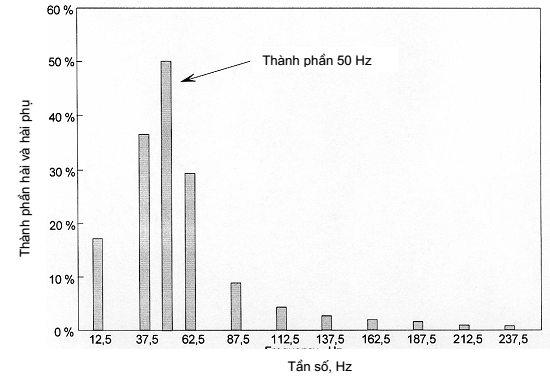 60 %
50 %
40 %
30 %
20 %
10 %
0 %
Thành phần hài và hài phụ
Thành phần 50 Hz
12,5 37,5 62,5 87,5 112,5 137,5 162,5 187,5 212,5 237,5
Tần số, Hz